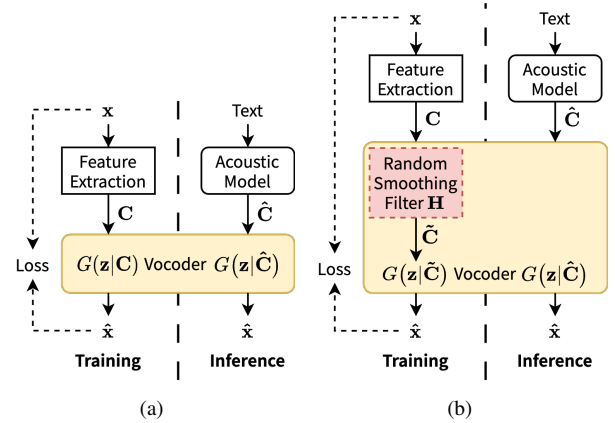 x
Text
Feature
Extraction
Acoustic
Model
C
Ĉ
G(z|C) Vocoder G(z|Ĉ)
Loss
x̂
x̂
Training
Inference
(a)
x
Text
Feature
Extraction
Acoustic
Model
C
Ĉ
Random
Smoothing
Filter H
C̃
Loss
G(z|C̃) Vocoder G(z|Ĉ)
x̂
x̂
Training
Inference
(b)